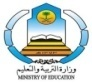 وزارة التربية والتعليم
MINISTRY OF EDUCATION